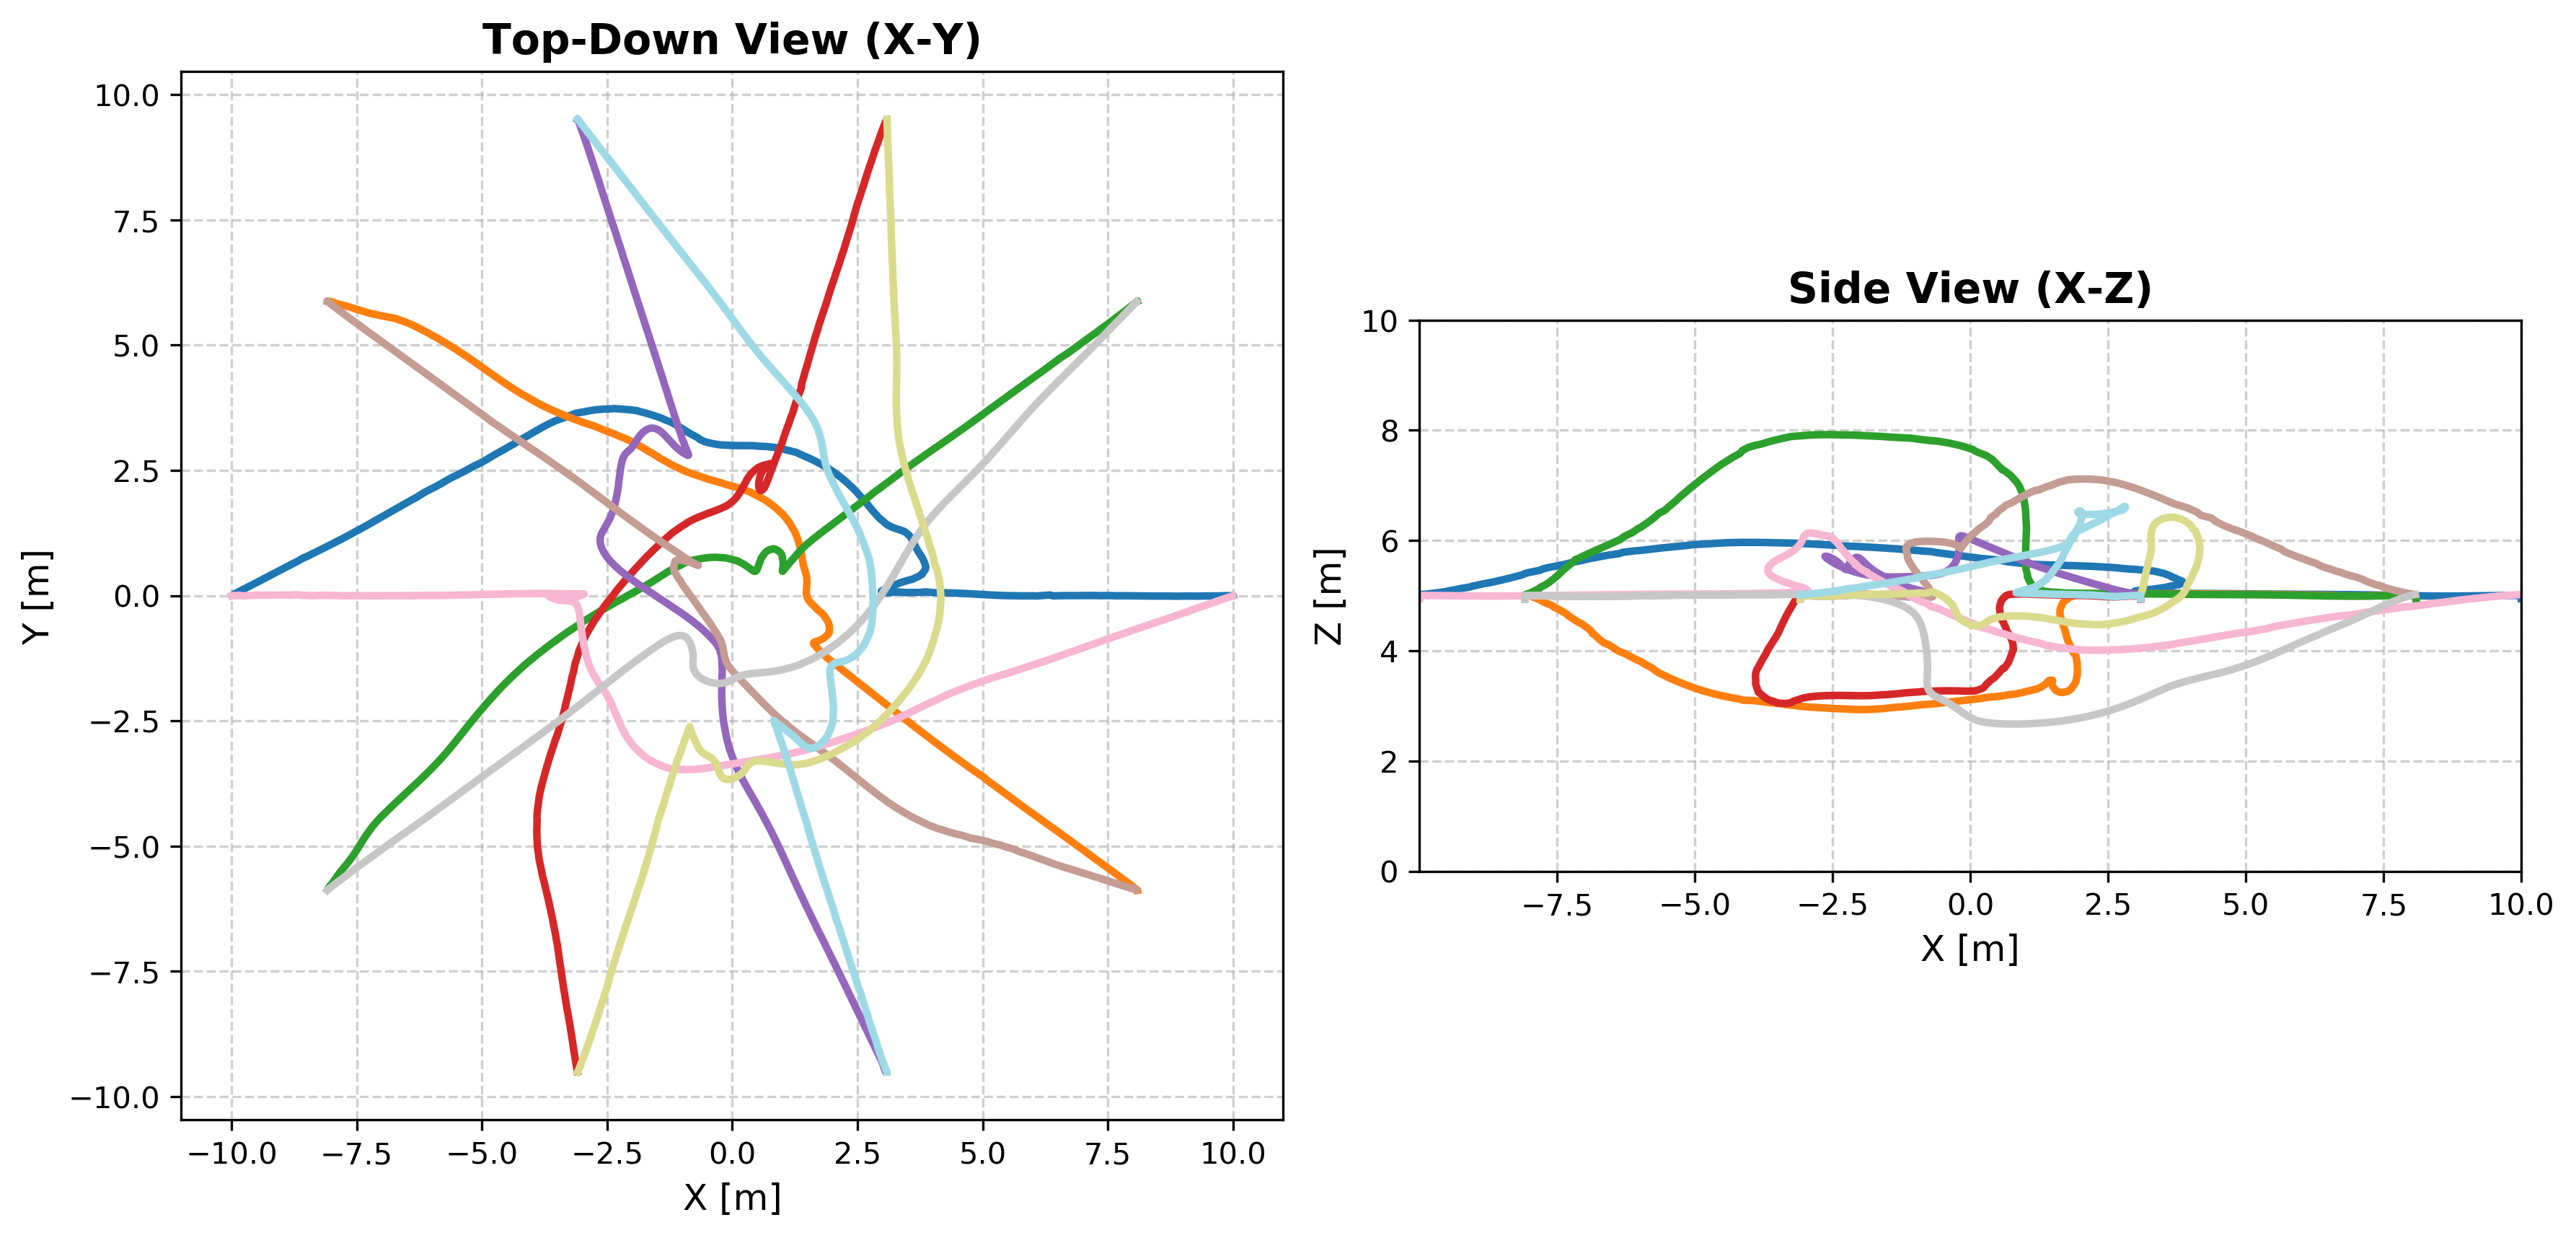 Top-Down View (X-Y)
10.0
7.5
5.0
2.5
0.0
−2.5
−5.0
−7.5
−10.0
Y [m]
−10.0 −7.5 −5.0 −2.5 0.0 2.5 5.0 7.5 10.0
X [m]
Side View (X-Z)
10
8
6
4
2
0
Z [m]
−7.5 −5.0 −2.5 0.0 2.5 5.0 7.5 10.0
X [m]